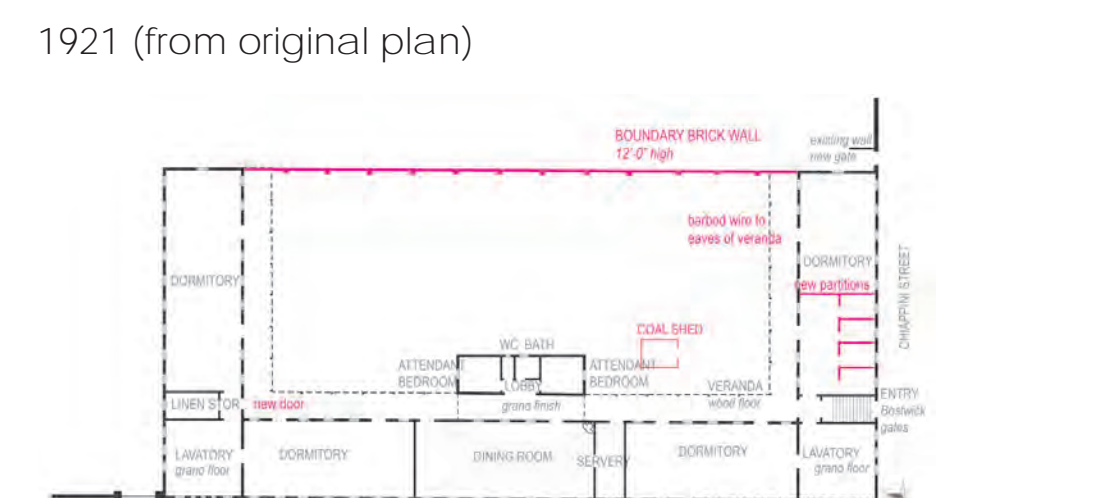 1921 (from original plan)
BOUNDARY BRICK WALL
12'-0" high
existing wall
new gate
barbod wiro to
eaves of veranda
DORMITORY
DORMITORY
new partitions
CHIAPPINI STREET
COAL SHED
WC BATH
ATTENDANT
BEDROOM
LOBBY
grano finish
ATTENDANT
BEDROOM
VERANDA
wood floor
ENTRY
Bostwick
gates
LINEN STOR
new door
LAVATORY
grano floor
DORMITORY
DINING ROOM
SERVERY
DORMITORY
LAVATORY
grano floor